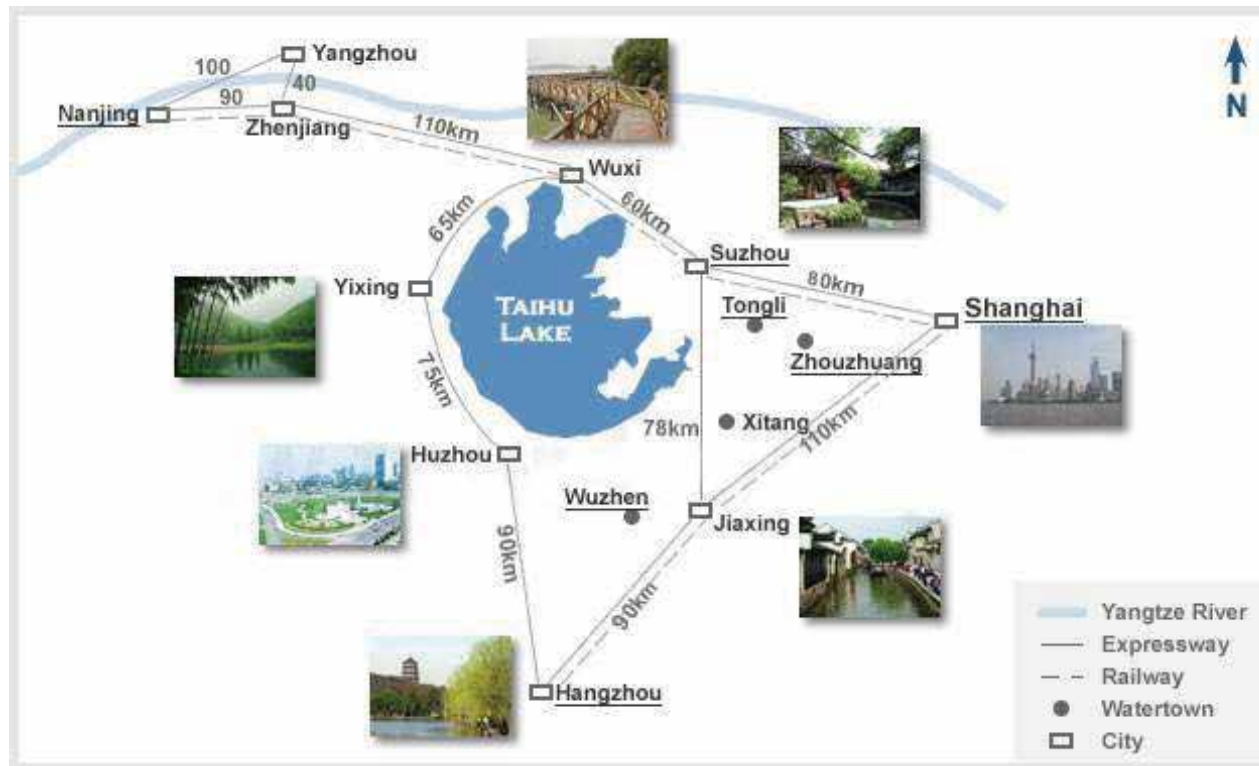 Yangzhou
100
40
Nanjing
90
Zhenjiang
110km
Wuxi
N
65km
60km
Suzhou
80km
Yixing
TAIHU
LAKE
Tongli
Shanghai
Zhouzhuang
75km
78km
Xitang
110km
Huzhou
Wuzhen
Jiaxing
90km
90km
Hangzhou
Yangtze River
Expressway
Railway
Watertown
City